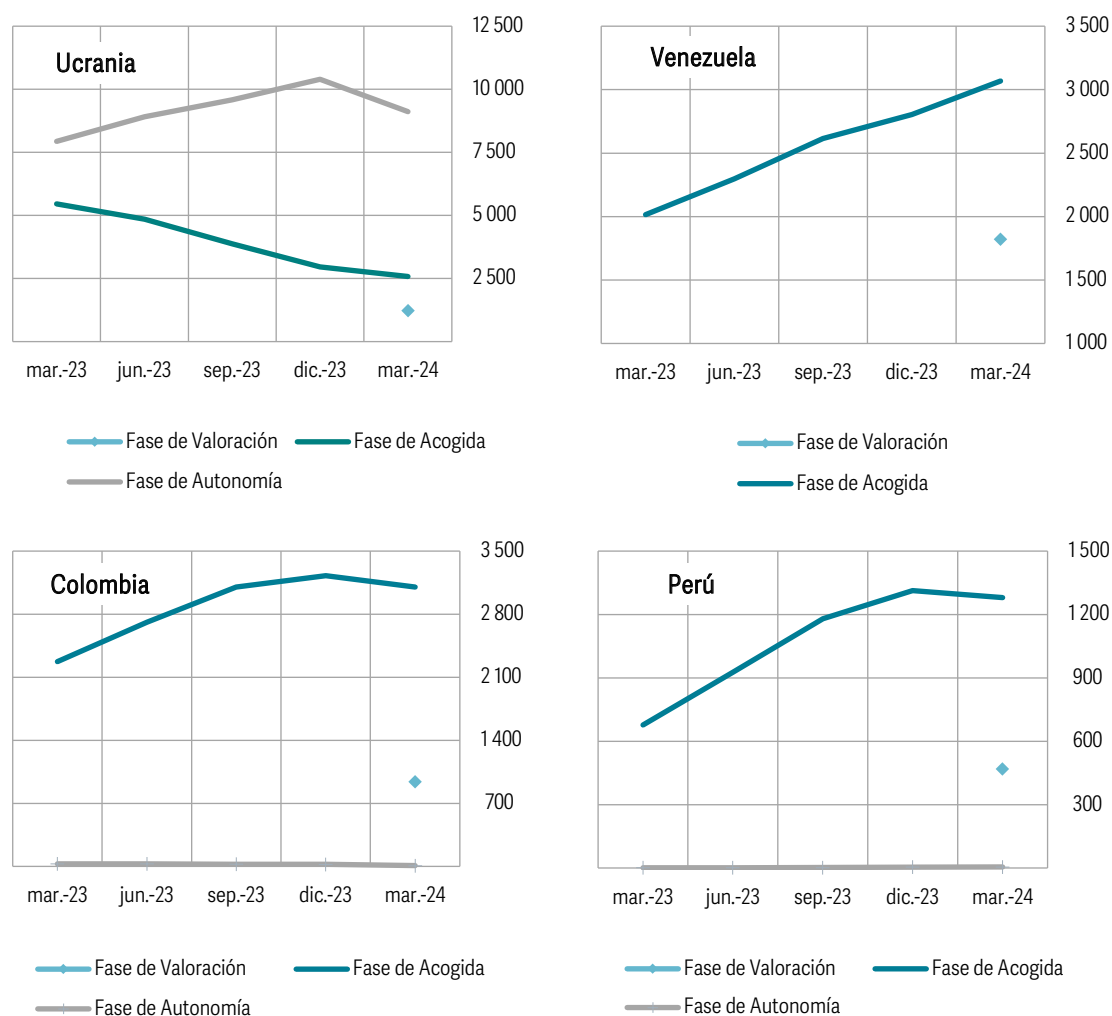 Ucrania
12 500
10 000
7 500
5 000
2 500
mar.-23 jun.-23 sep.-23 dic.-23 mar.-24
Fase de Valoración Fase de Acogida
Fase de Autonomía
Venezuela
3 500
3 000
2 500
2 000
1 500
1 000
mar.-23 jun.-23 sep.-23 dic.-23 mar.-24
Fase de Valoración
Fase de Acogida
Colombia
3 500
2 800
2 100
1 400
700
mar.-23 jun.-23 sep.-23 dic.-23 mar.-24
Fase de Valoración Fase de Acogida
Fase de Autonomía
Perú
1500
1200
900
600
300
mar.-23 jun.-23 sep.-23 dic.-23 mar.-24
Fase de Valoración Fase de Acogida
Fase de Autonomía